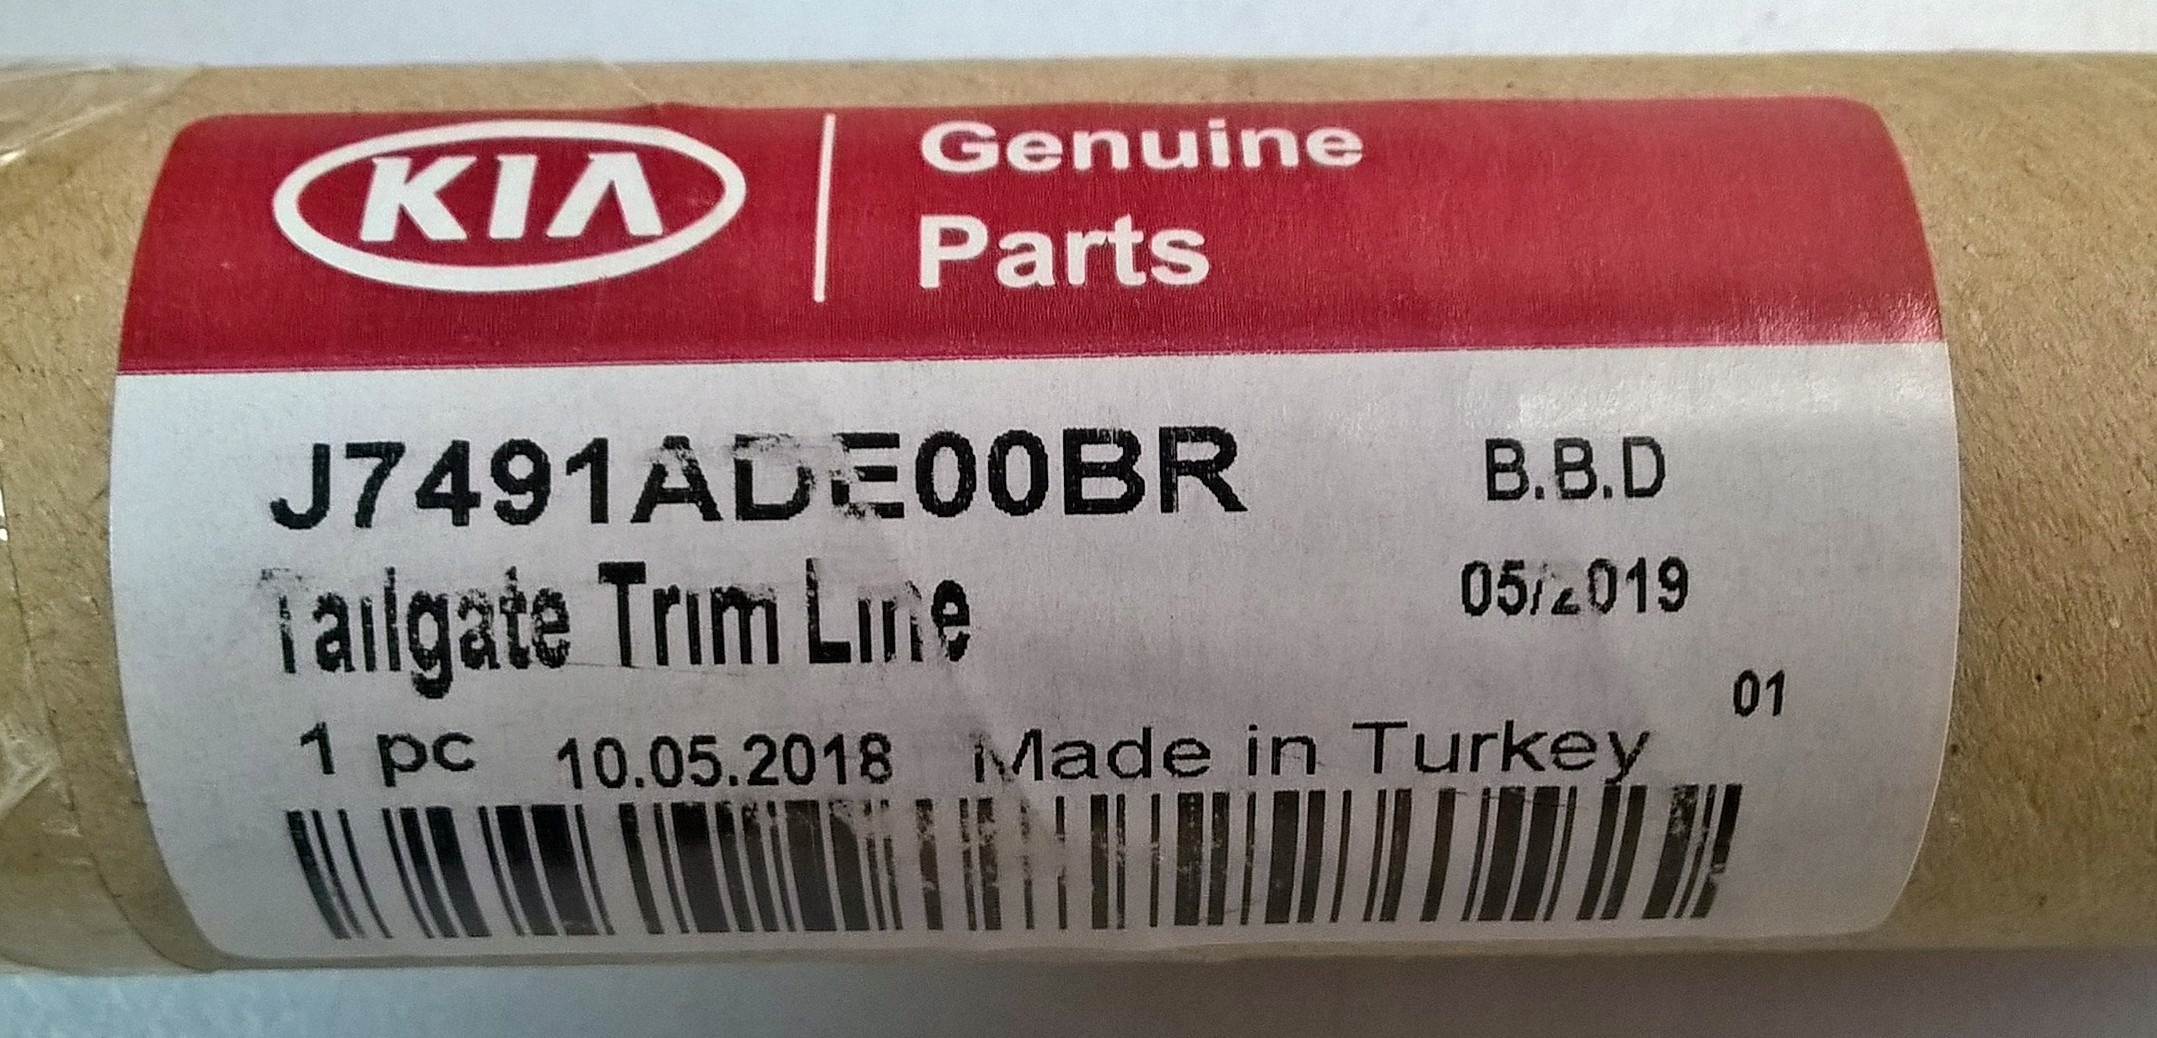 KIA
Genuine
Parts
J7491ADE00BR
B.B.D
Tailgate Trim Line
05/2019
01
1 pc 10.05.2018 Made in Turkey